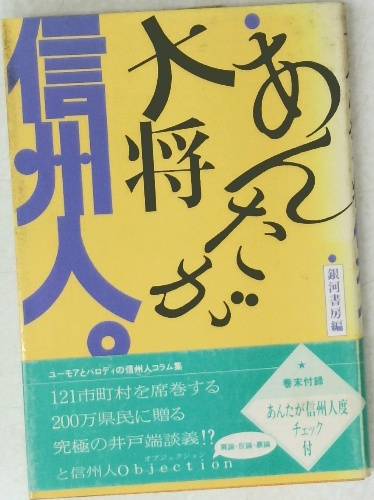 あんたが
大将
信州人。
銀河書房編
ユーモアとパロディの信州人コラム集
121市町村を席巻する
200万県民に贈る
究極の井戸端談義!?
異論・反論・暴論
オブジェクション
と信州人Objection
巻末付録
あんたが信州人度
チェック
付